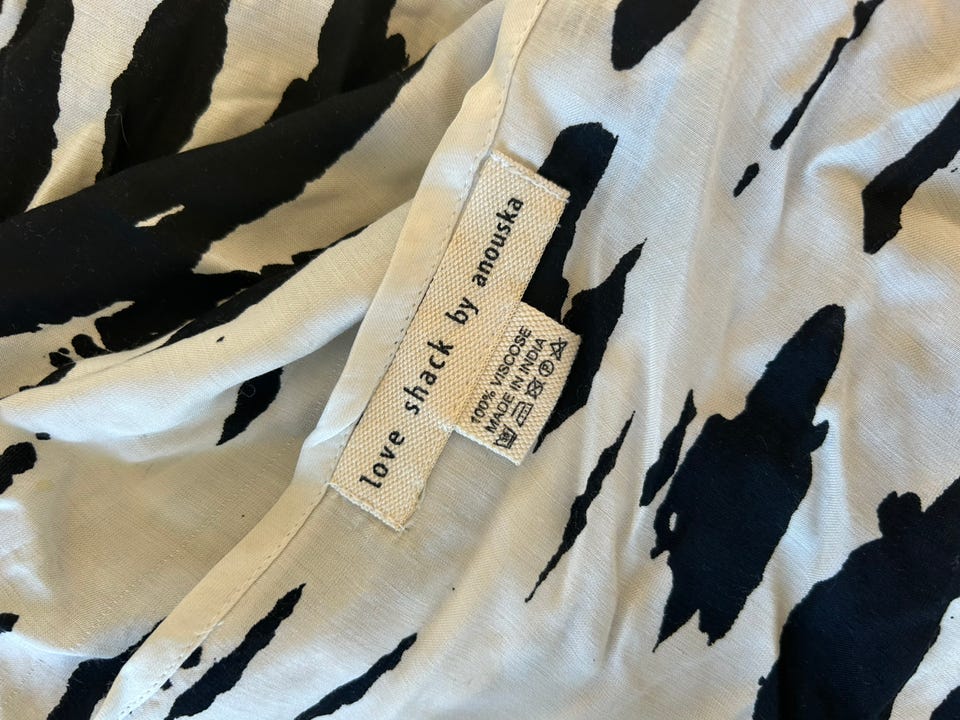 love shack by anouska
100% VISCOSE
MADE IN INDIA